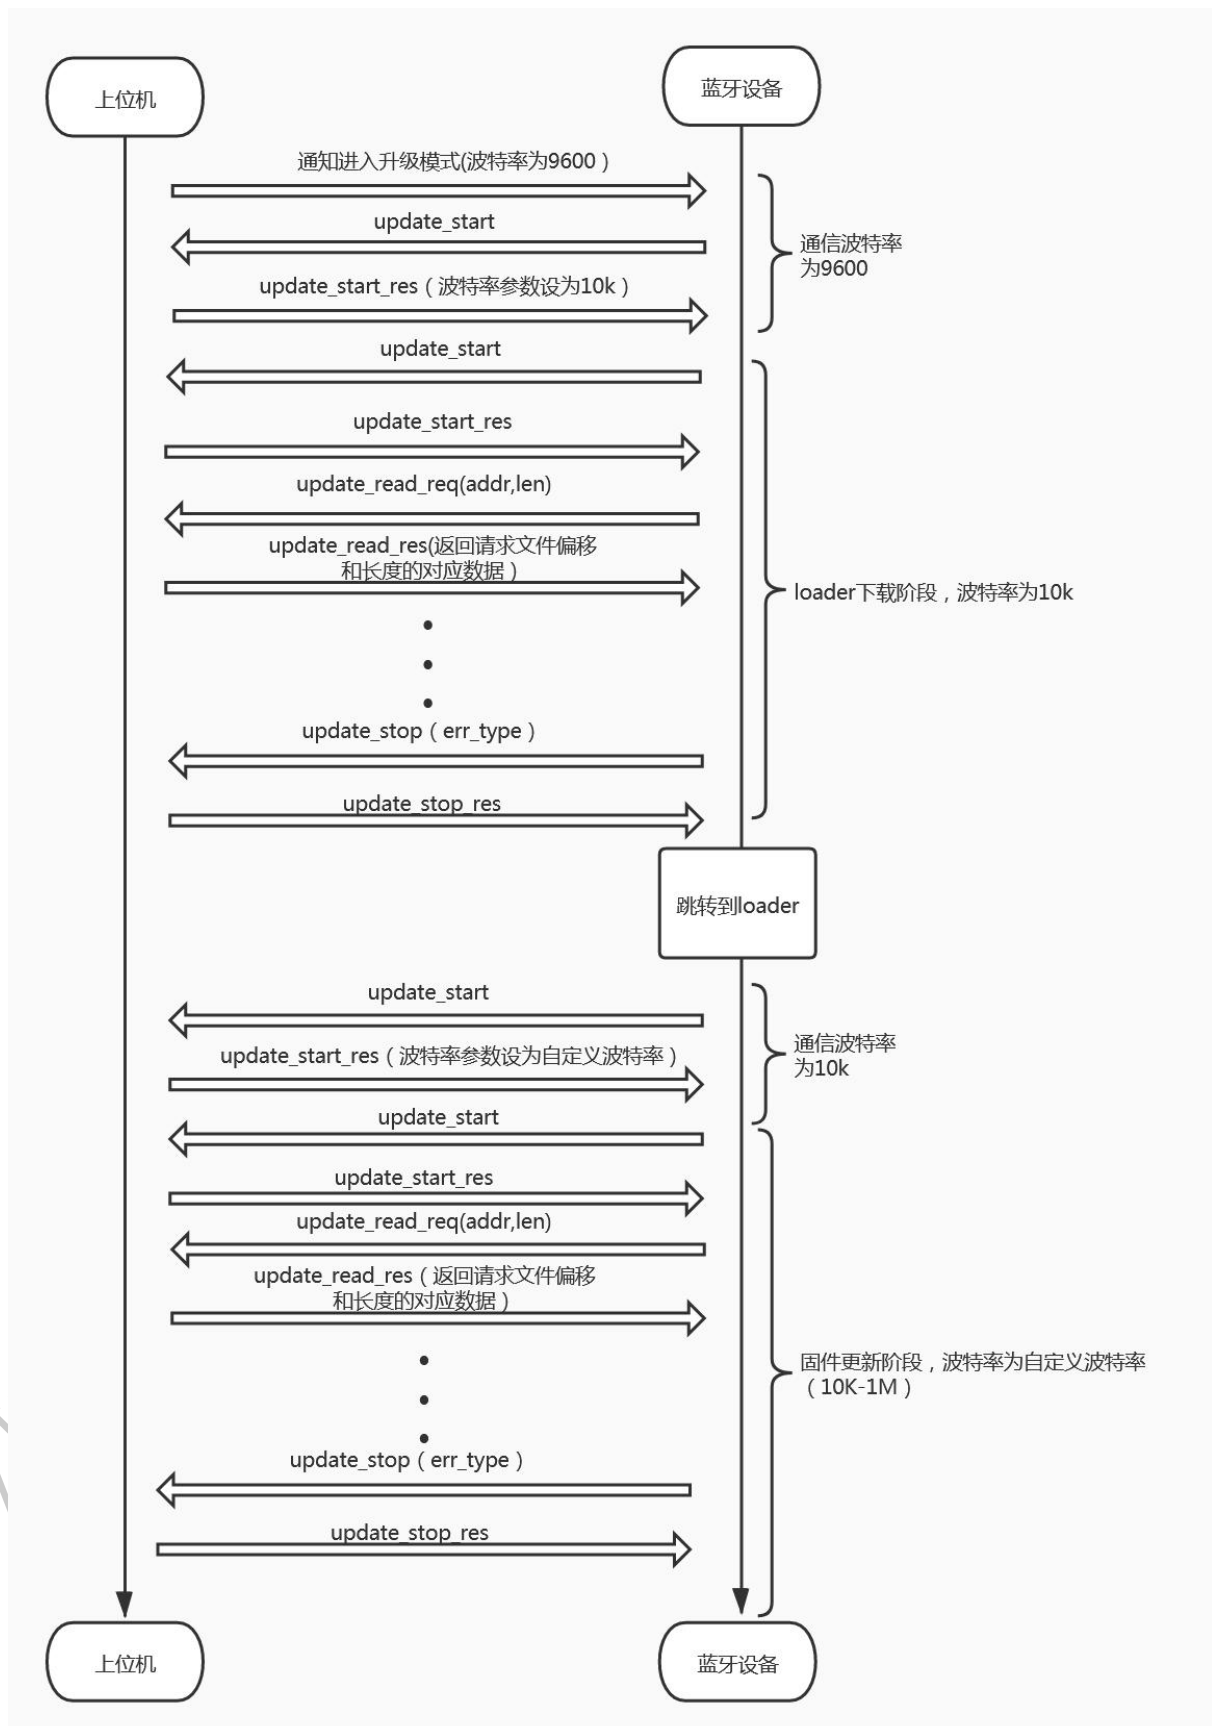 上位机
蓝牙设备
通知进入升级模式(波特率为9600）
update_start
通信波特率
为9600
update_start_res（波特率参数设为10k）
update_start
update_start_res
update_read_req(addr,len)
update_read_res(返回请求文件偏移
和长度的对应数据）
loader下载阶段，波特率为10k
update_stop（err_type）
update_stop_res
跳转到loader
update_start
通信波特率
为10k
update_start_res（波特率参数设为自定义波特率）
update_start
update_start_res
update_read_req(addr,len)
update_read_res（返回请求文件偏移
和长度的对应数据）
固件更新阶段，波特率为自定义波特率
（10K-1M）
update_stop（err_type）
update_stop_res
上位机
蓝牙设备